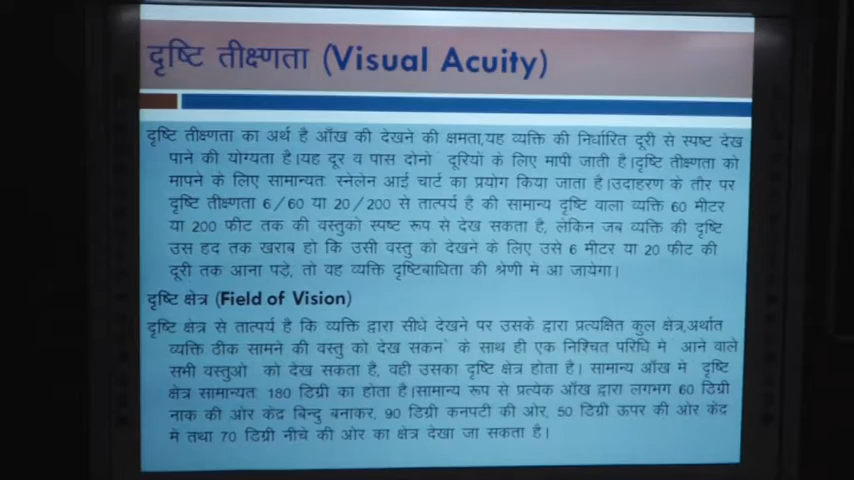 दृष्टि तीक्ष्णता (Visual Acuity)
दृष्टि तीक्ष्णता का अर्थ है आँख की देखने की क्षमता,यह व्यक्ति की निर्धारित दूरी से स्पष्ट देख
पाने की योग्यता है।यह दूर व पास दोनो दूरियों के लिए मापी जाती है।दृष्टि तीक्ष्णता को
मापने के लिए सामान्यत स्नेलेन आई चार्ट का प्रयोग किया जाता है।उदाहरण के तौर पर
दृष्टि तीक्ष्णता 6/60 या 20/200 से तात्पर्य है की सामान्य दृष्टि वाला व्यक्ति 60 मीटर
या 200 फीट तक की वस्तुको स्पष्ट रूप से देख सकता है, लेकिन जब व्यक्ति की दृष्टि
उस हद तक खराब हो कि उसी वस्तु को देखने के लिए उसे 6 मीटर या 20 फीट की
दूरी तक आना पड़े, तो वह व्यक्ति दृष्टिबाधिता की श्रेणी मे आ जायेगा।
दृष्टि क्षेत्र (Field of Vision)
दृष्टि क्षेत्र से तात्पर्य है कि व्यक्ति द्वारा सीधे देखने पर उसके द्वारा प्रत्यक्षित कुल क्षेत्र,अर्थात
व्यक्ति ठीक सामने की वस्तु को देख सकन के साथ ही एक निश्चित परिधि मे आने वाले
सभी वस्तुओ को देख सकता है, वही उसका दृष्टि क्षेत्र होता है। सामान्य आँख मे दृष्टि
क्षेत्र सामान्यत 180 डिग्री का होता है।सामान्य रूप से प्रत्येक आँख द्वारा लगभग 60 डिग्री
नाक की ओर केंद्र बिन्दु बनाकर, 90 डिग्री कनपटी की ओर, 50 डिग्री ऊपर की ओर केंद्र
मे तथा 70 डिग्री नीचे की ओर का क्षेत्र देखा जा सकता है।